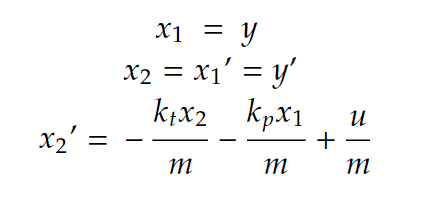 x₁ = y
x₂ = x₁′ = y′
x₂′ = − kₜx₂/m − kₚx₁/m + u/m